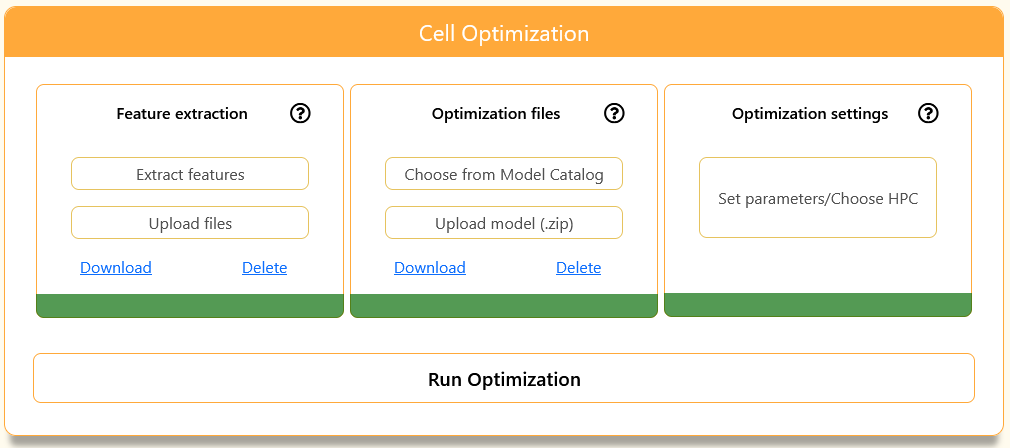 Cell Optimization
Feature extraction
Extract features
Upload files
Download Delete
Optimization files
Choose from Model Catalog
Upload model (.zip)
Download Delete
Optimization settings
Set parameters/Choose HPC
Run Optimization